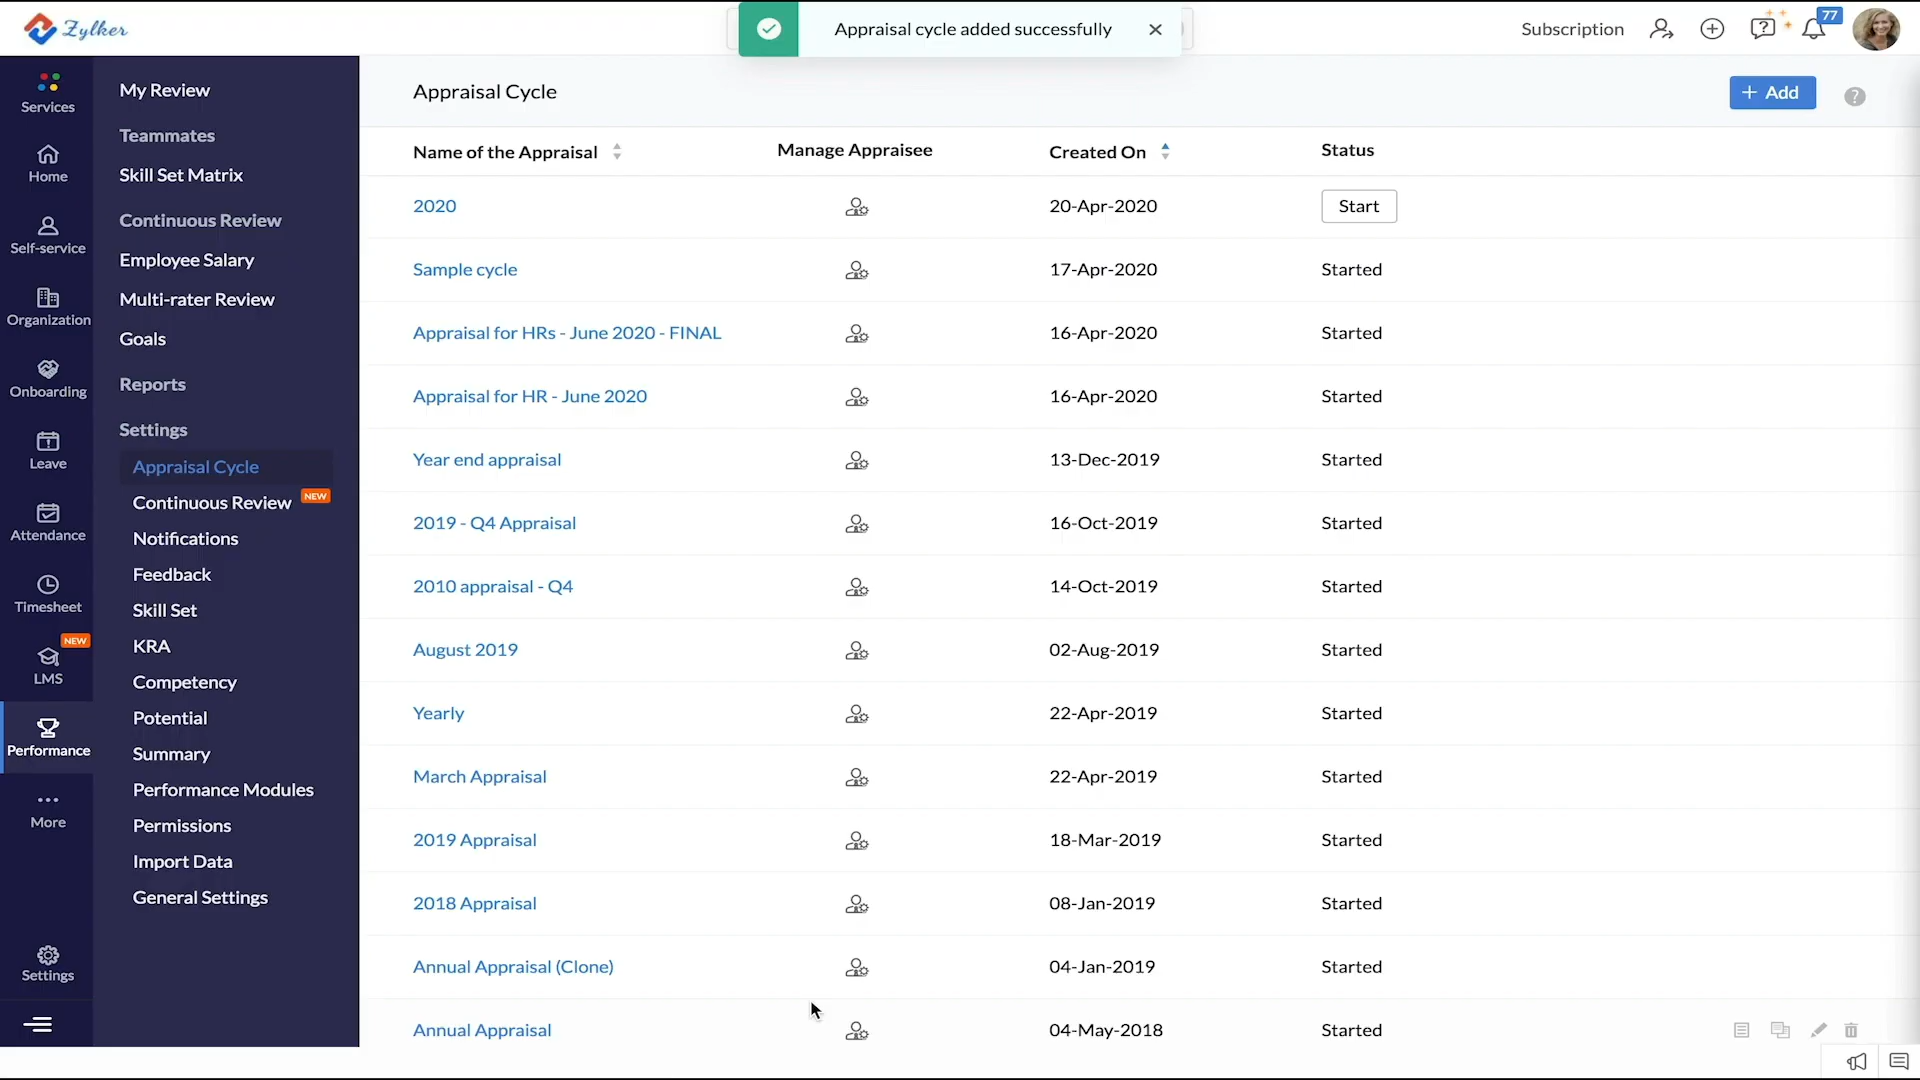 Zylker
Appraisal cycle added successfully
Subscription
77
Services
Home
Self-service
Organization
Onboarding
Leave
Attendance
Timesheet
NEW
LMS
Performance
More
Settings
My Review
Teammates
Skill Set Matrix
Continuous Review
Employee Salary
Multi-rater Review
Goals
Reports
Settings
Appraisal Cycle
Continuous Review NEW
Notifications
Feedback
Skill Set
KRA
Competency
Potential
Summary
Performance Modules
Permissions
Import Data
General Settings
Appraisal Cycle
+ Add
?
Name of the Appraisal Manage Appraisee Created On Status
2020 20-Apr-2020 Start
Sample cycle 17-Apr-2020 Started
Appraisal for HRs - June 2020 - FINAL 16-Apr-2020 Started
Appraisal for HR - June 2020 16-Apr-2020 Started
Year end appraisal 13-Dec-2019 Started
2019 - Q4 Appraisal 16-Oct-2019 Started
2010 appraisal - Q4 14-Oct-2019 Started
August 2019 02-Aug-2019 Started
Yearly 22-Apr-2019 Started
March Appraisal 22-Apr-2019 Started
2019 Appraisal 18-Mar-2019 Started
2018 Appraisal 08-Jan-2019 Started
Annual Appraisal (Clone) 04-Jan-2019 Started
Annual Appraisal 04-May-2018 Started